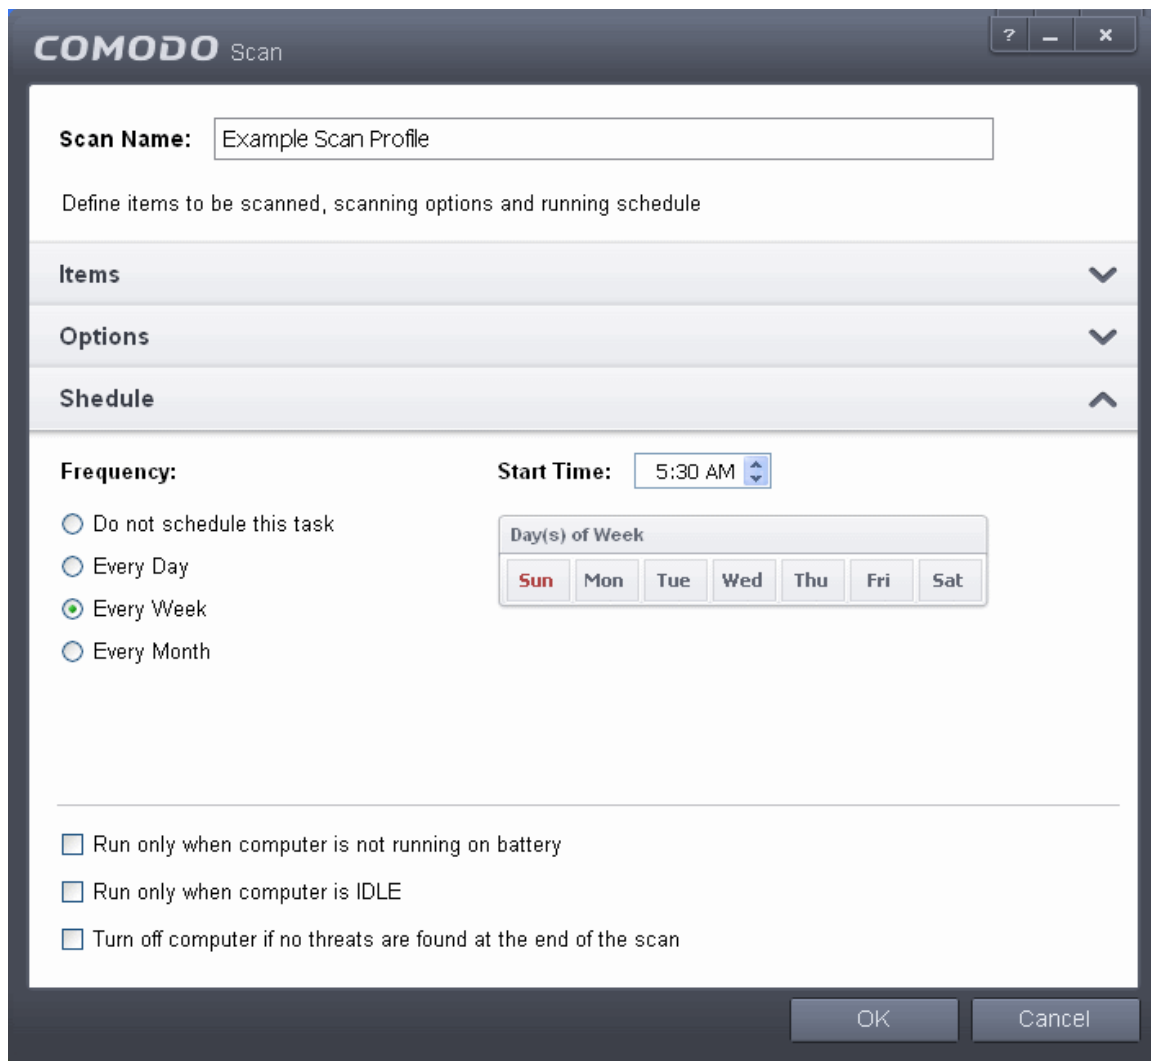 COMODO Scan
?
Scan Name: Example Scan Profile
Define items to be scanned, scanning options and running schedule
Items
Options
Shedule
Frequency:
Start Time: 5:30 AM
Do not schedule this task
Every Day
Every Week
Every Month
Day(s) of Week
Sun Mon Tue Wed Thu Fri Sat
Run only when computer is not running on battery
Run only when computer is IDLE
Turn off computer if no threats are found at the end of the scan
OK Cancel